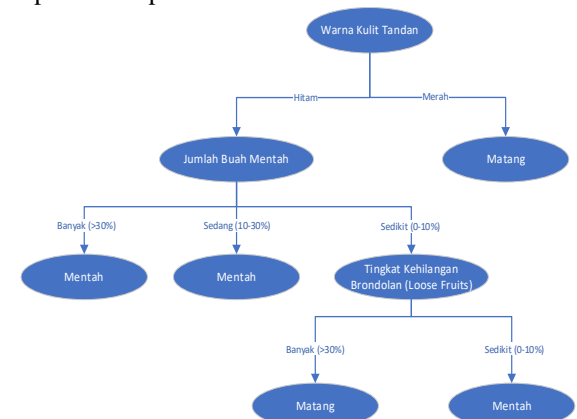 Warna Kulit Tandan
Hitam
Merah
Jumlah Buah Mentah
Matang
Banyak (>30%)
Sedang (10-30%)
Sedikit (0-10%)
Mentah
Mentah
Tingkat Kehilangan
Brondolan (Loose Fruits)
Banyak (>30%)
Sedikit (0-10%)
Matang
Mentah